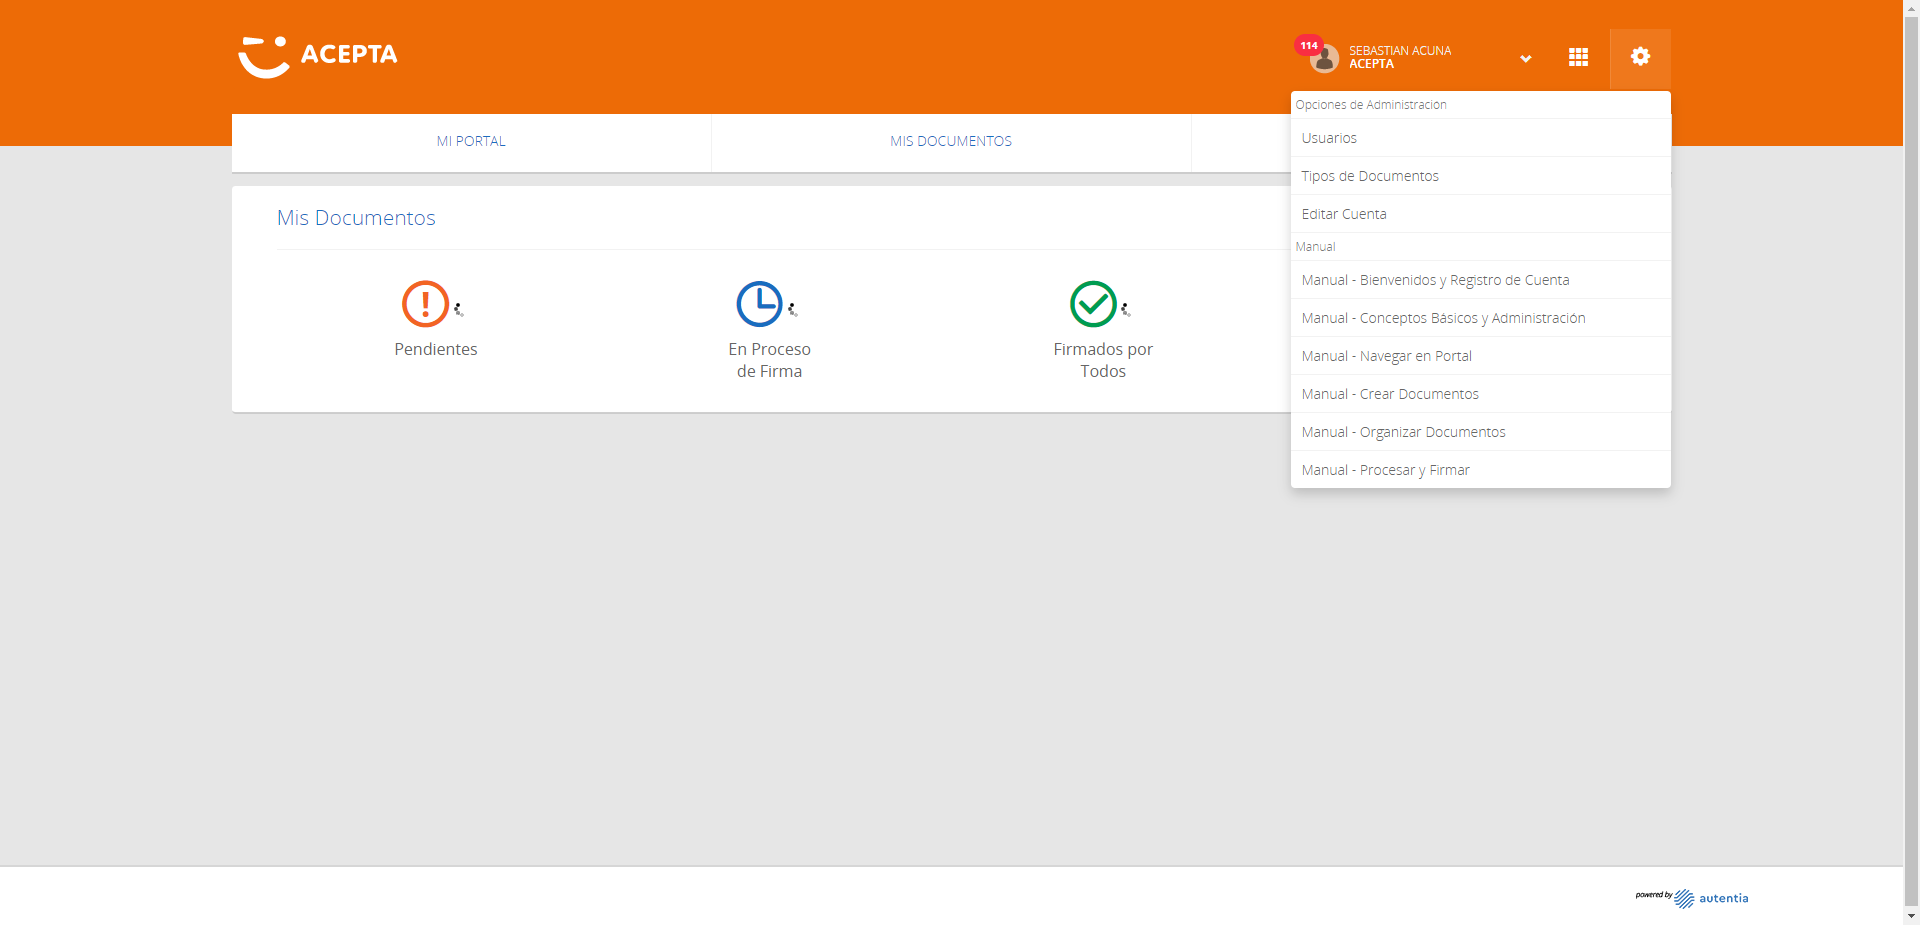 ACEPTA
114
SEBASTIAN ACUNA
ACEPTA
MI PORTAL
MIS DOCUMENTOS
Opciones de Administración
Usuarios
Tipos de Documentos
Editar Cuenta
Manual
Manual - Bienvenidos y Registro de Cuenta
Manual - Conceptos Básicos y Administración
Manual - Navegar en Portal
Manual - Crear Documentos
Manual - Organizar Documentos
Manual - Procesar y Firmar
Mis Documentos
Pendientes
En Proceso
de Firma
Firmados por
Todos
powered by autentia